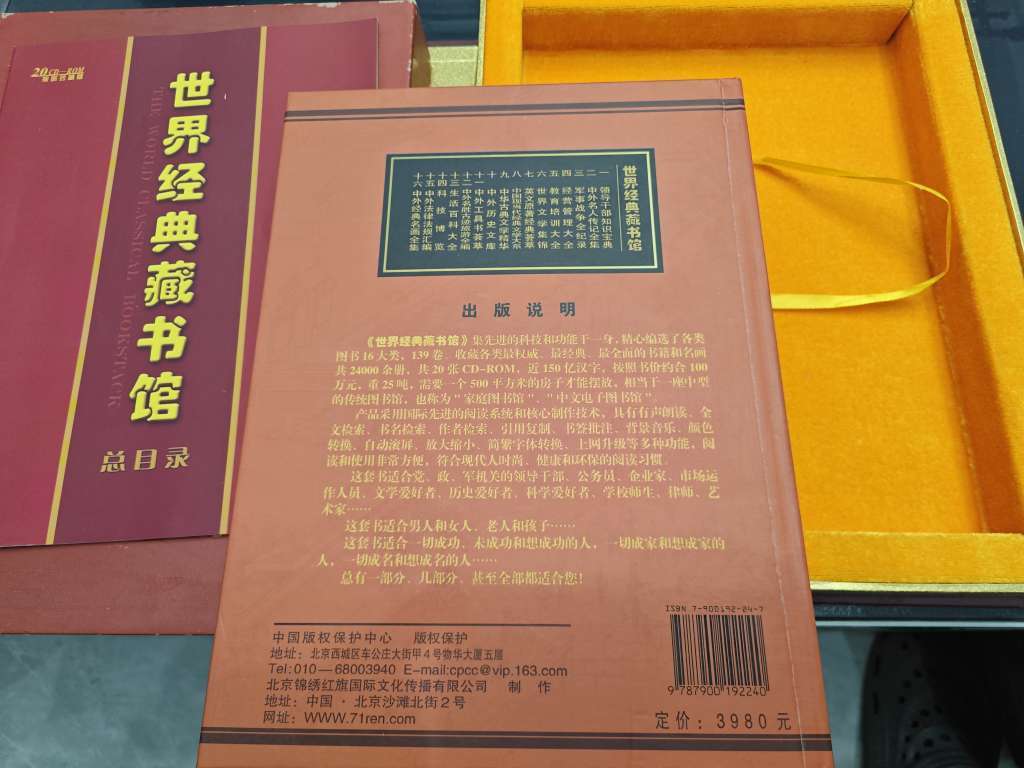 20CD-ROM
世界经典藏书馆
THE WORLD CLASSICAL BOOKSTACK
总目录
世界经典藏书馆
一 领导干部知识宝典
二 中外名人传记全集
三 军事战争全纪录
四 经营管理大全
五 教育培训大全
六 世界文学集锦
七 英文原著经典荟萃
八 中国现当代经典文学大系
九 中华古典文学精华
十 中外历史文库
十一 中外工具书荟萃
十二 中外名胜古迹旅游全编
十三 生活百科大全
十四 科技博览
十五 中外法律法规汇编
十六 中外经典名画全集
出版说明
《世界经典藏书馆》集先进的科技和功能于一身,精心编选了各类
图书16大类,139卷、收藏各类最权威、最经典、最全面的书籍和名画
共24000余册,共20张CD-ROM,近150亿汉字,按照书价约合100
万元,重25吨,需要一个500平方米的房子才能摆放,相当于一座中型
的传统图书馆,也称为"家庭图书馆"、"中文电子图书馆"。
产品采用国际先进的阅读系统和核心制作技术,具有有声朗读、全
文检索、书名检索、作者检索、引用复制、书签批注、背景音乐、颜色
转换、自动滚屏、放大缩小、简繁字体转换、上网升级等多种功能,阅
读和使用非常方便,符合现代人时尚、健康和环保的阅读习惯。
这套书适合党、政、军机关的领导干部、公务员、企业家、市场运
作人员、文学爱好者、历史爱好者、科学爱好者、学校师生、律师、艺
术家……
这套书适合男人和女人、老人和孩子……
这套书适合一切成功、未成功和想成功的人,一切成家和想成家的
人,一切成名和想成名的人……
总有一部分、几部分、甚至全部都适合您!
中国版权保护中心 版权保护
地址:北京西城区车公庄大街甲4号物华大厦五层
Tel:010—68003940 E-mail:cpcc@vip.163.com
北京锦绣红旗国际文化传播有限公司 制作
地址:中国·北京沙滩北街2号
网址:WWW.71ren.com
ISBN 7-900192-04-7
9 787900 192240
定价:3980元